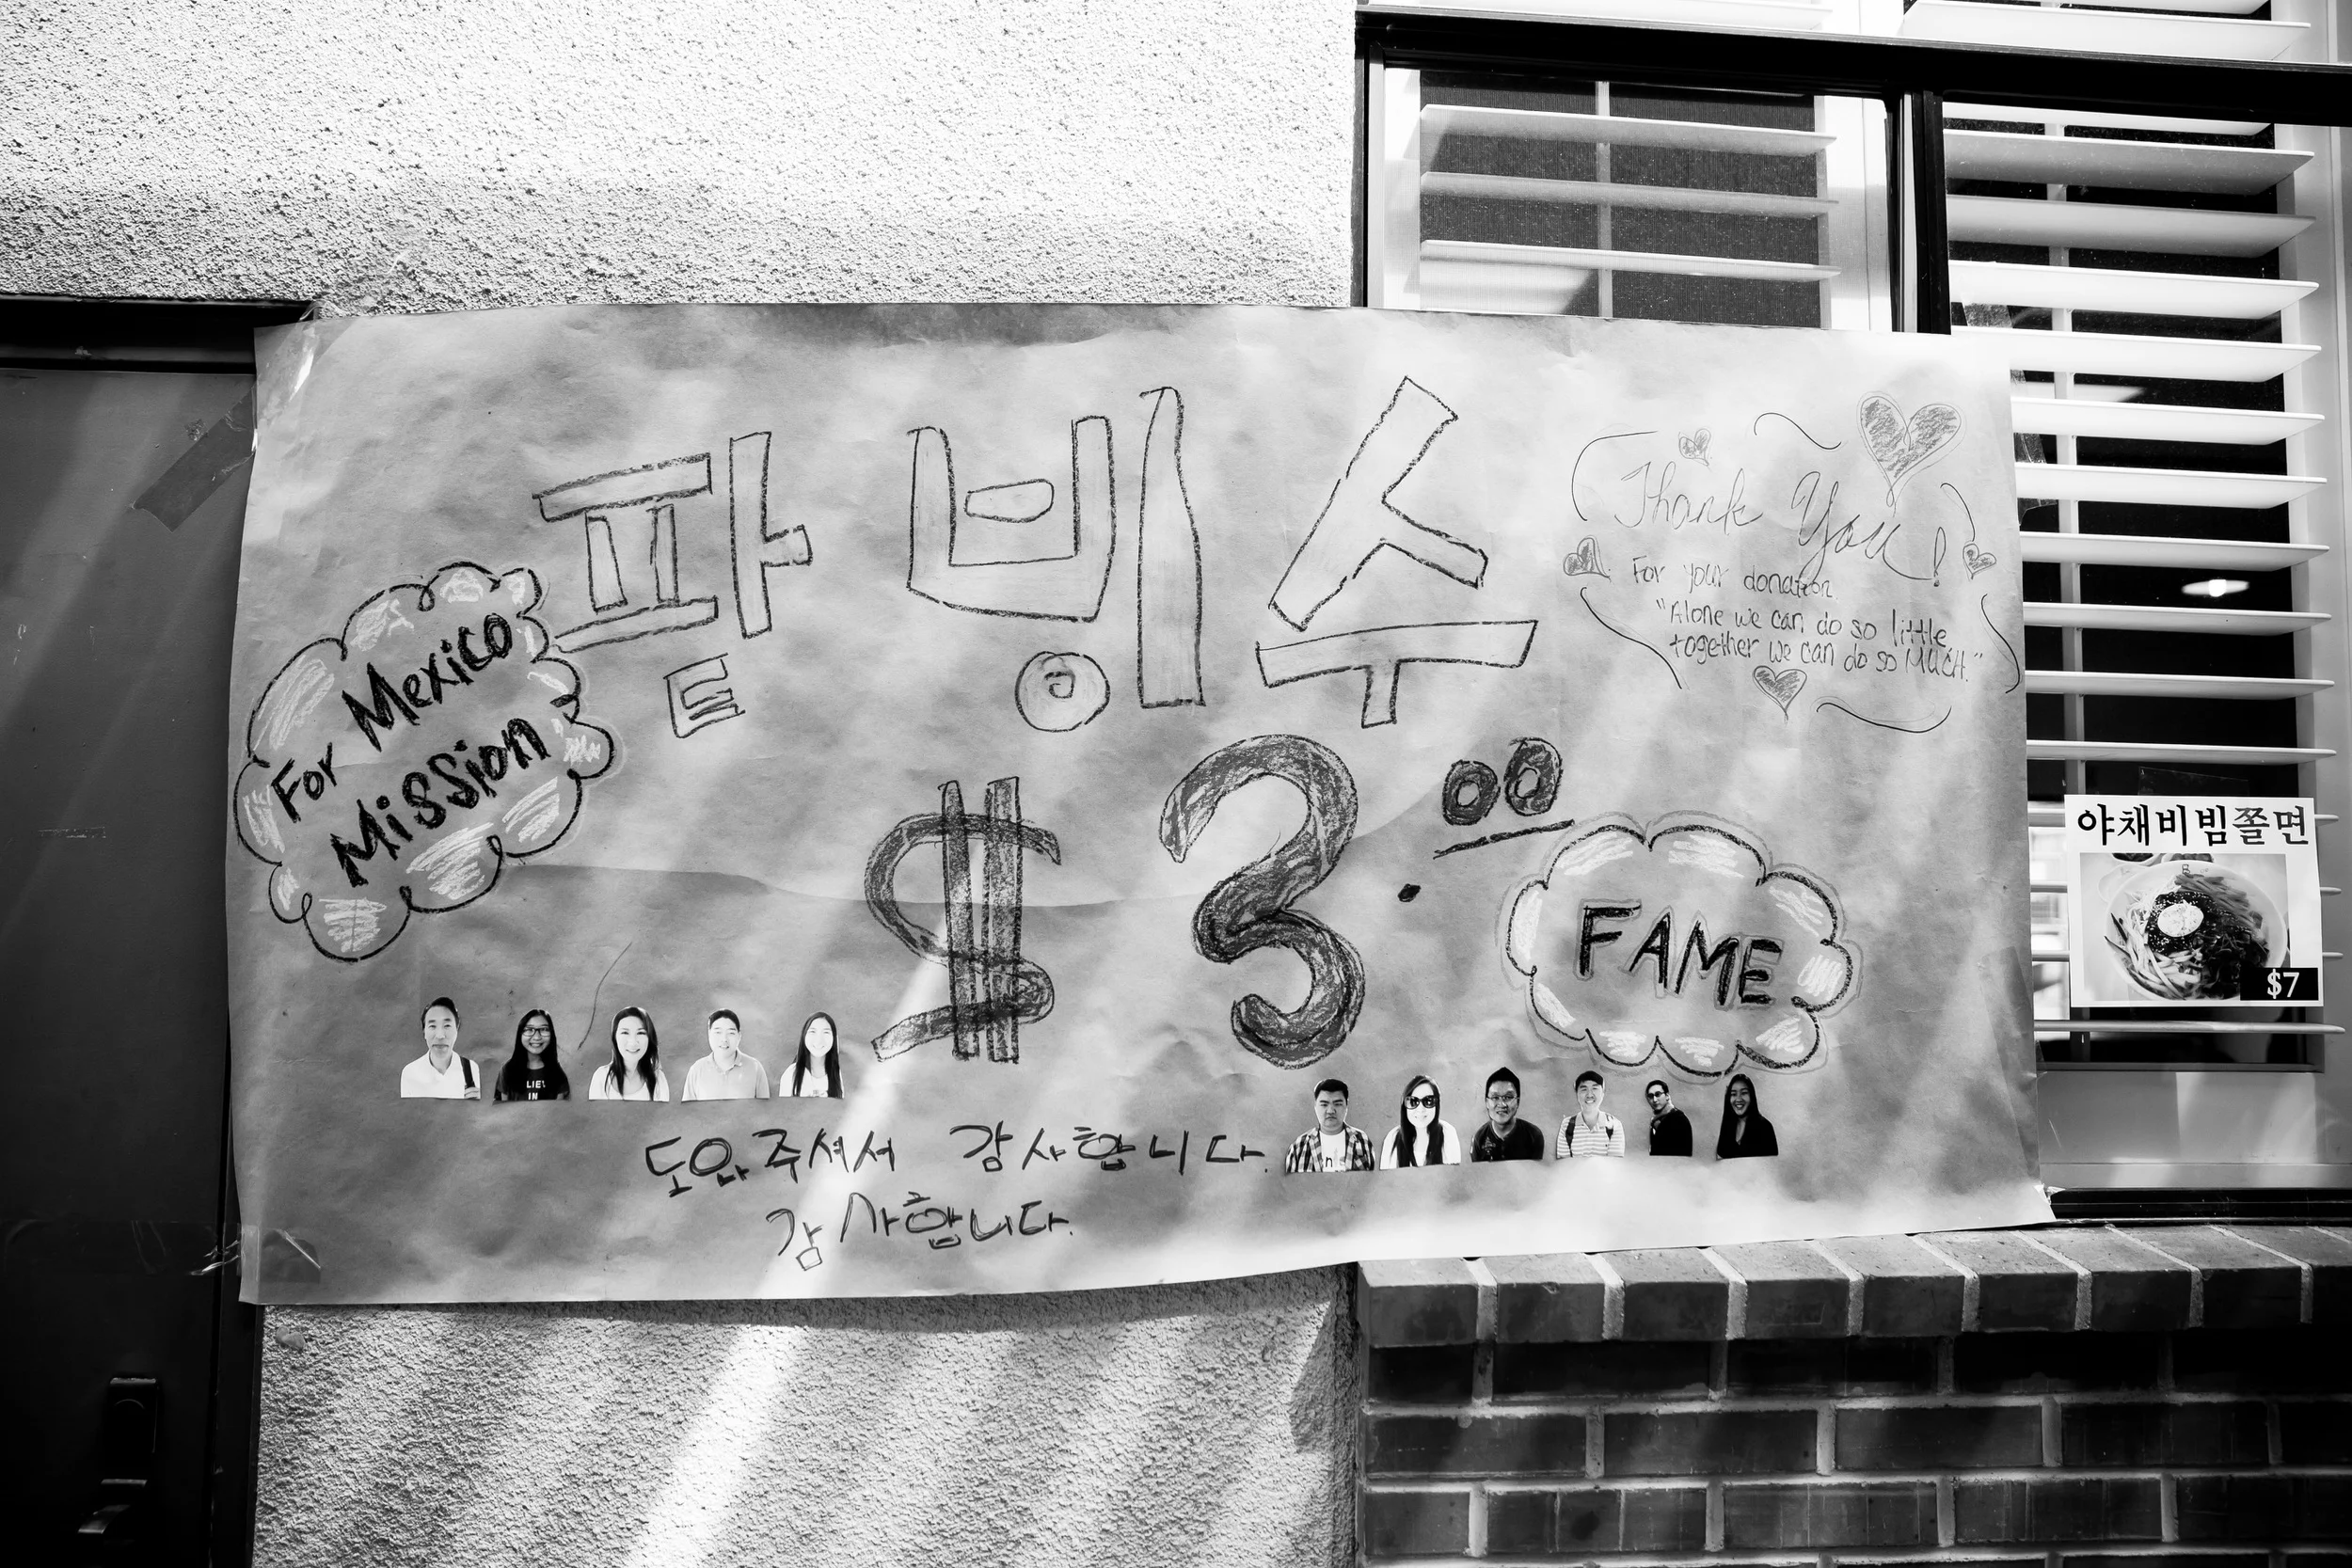 팥빙수
For Mexico
Mission
$3.00
Thank You!
For your donation.
"Alone we can do so little,
together we can do so MUCH."
FAME
도와주셔서 감사합니다.
감사합니다.
야채비빔쫄면
$7